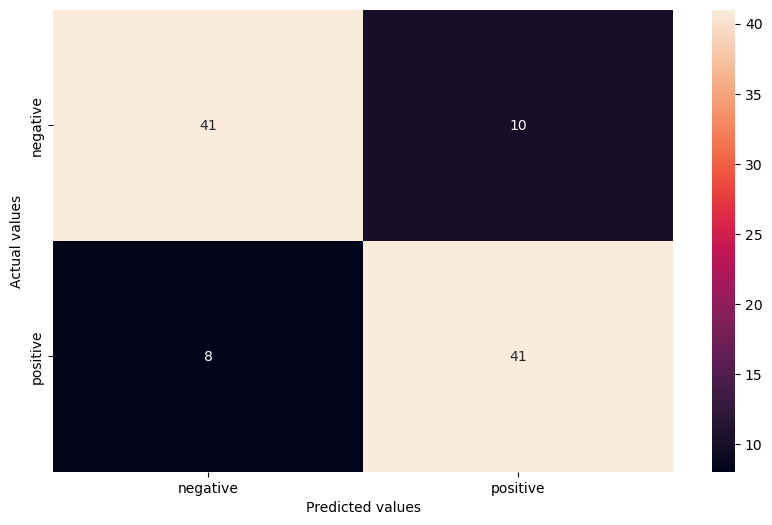 Actual values
negative
positive
41
10
8
41
negative
positive
Predicted values
40
35
30
25
20
15
10